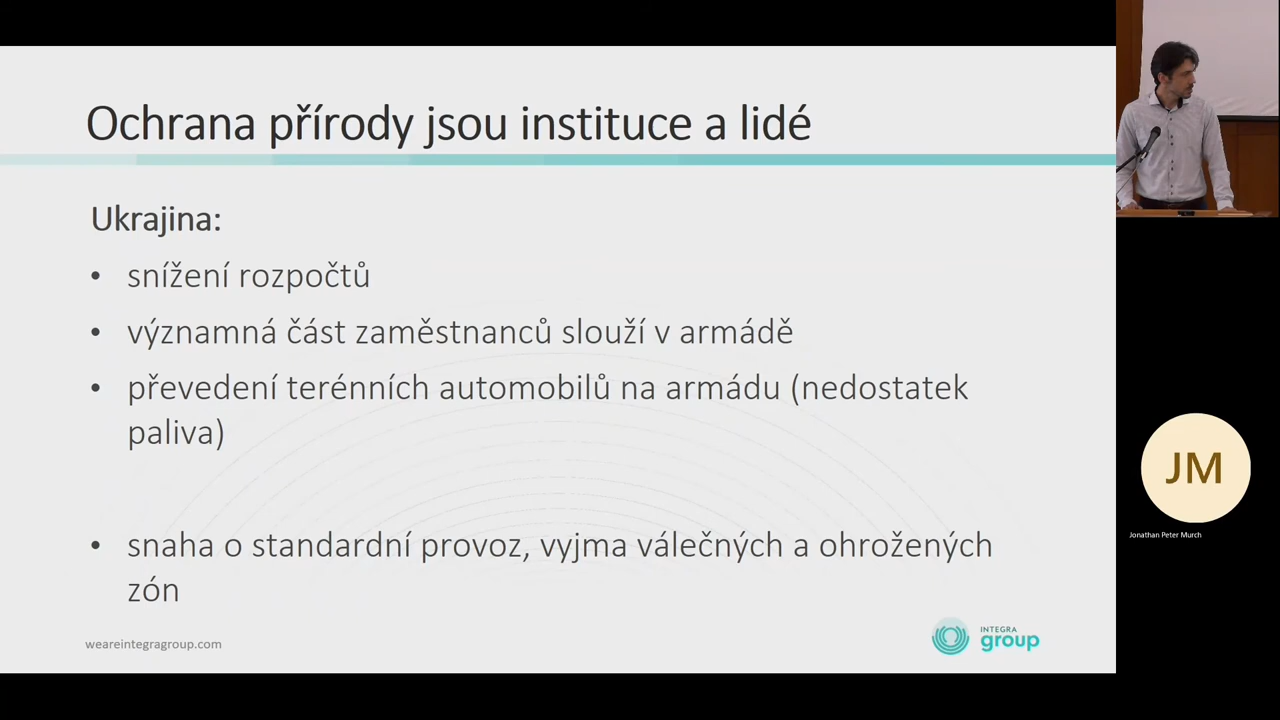 Ochrana přírody jsou instituce a lidé
Ukrajina:
• snížení rozpočtů
• významná část zaměstnanců slouží v armádě
• převedení terénních automobilů na armádu (nedostatek
paliva)
• snaha o standardní provoz, vyjma válečných a ohrožených
zón
weareintegragroup.com
INTEGRA
group
JM
Jonathan Peter Murch